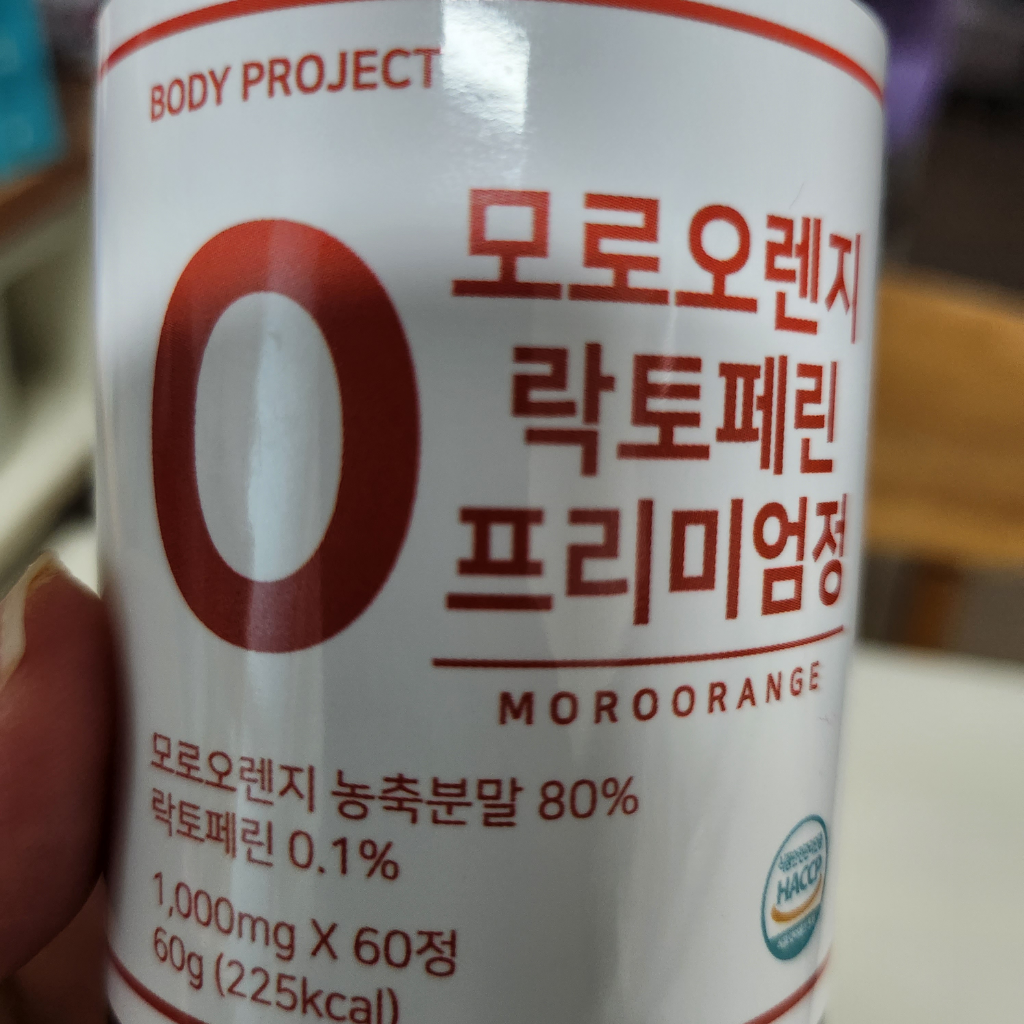 BODY PROJECT
0
모로오렌지
락토페린
프리미엄정
MOROORANGE
모로오렌지 농축분말 80%
락토페린 0.1%
1,000mg X 60정
60g (225kcal)
HACCP